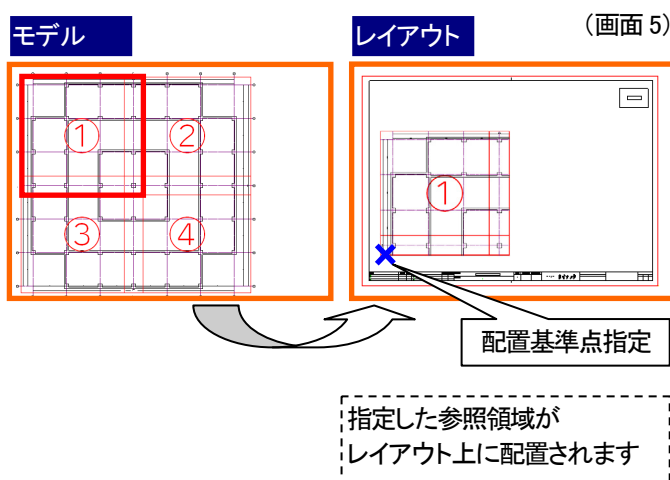 (画面 5)
モデル
レイアウト
①
②
③
④
①
配置基準点指定
指定した参照領域が
レイアウト上に配置されます